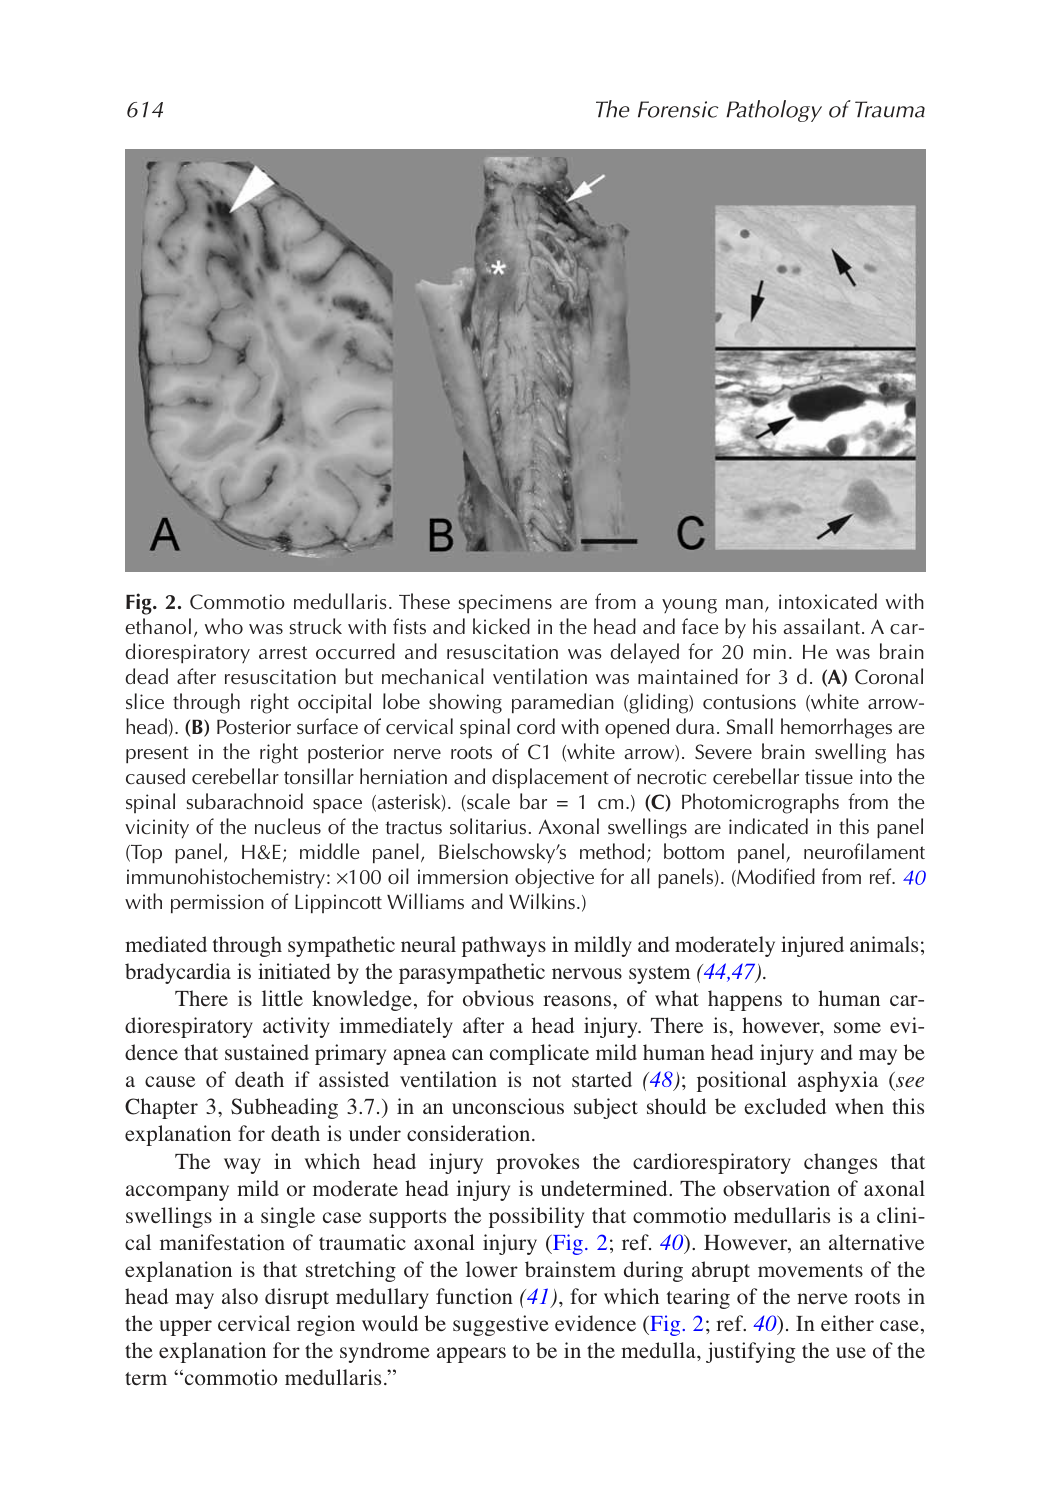 614
The Forensic Pathology of Trauma
A
*
B
C
Fig. 2. Commotio medullaris. These specimens are from a young man, intoxicated with
ethanol, who was struck with fists and kicked in the head and face by his assailant. A car-
diorespiratory arrest occurred and resuscitation was delayed for 20 min. He was brain
dead after resuscitation but mechanical ventilation was maintained for 3 d. (A) Coronal
slice through right occipital lobe showing paramedian (gliding) contusions (white arrow-
head). (B) Posterior surface of cervical spinal cord with opened dura. Small hemorrhages are
present in the right posterior nerve roots of C1 (white arrow). Severe brain swelling has
caused cerebellar tonsillar herniation and displacement of necrotic cerebellar tissue into the
spinal subarachnoid space (asterisk). (scale bar = 1 cm.) (C) Photomicrographs from the
vicinity of the nucleus of the tractus solitarius. Axonal swellings are indicated in this panel
(Top panel, H&E; middle panel, Bielschowsky’s method; bottom panel, neurofilament
immunohistochemistry: ×100 oil immersion objective for all panels). (Modified from ref. 40
with permission of Lippincott Williams and Wilkins.)
mediated through sympathetic neural pathways in mildly and moderately injured animals;
bradycardia is initiated by the parasympathetic nervous system (44,47).
There is little knowledge, for obvious reasons, of what happens to human car-
diorespiratory activity immediately after a head injury. There is, however, some evi-
dence that sustained primary apnea can complicate mild human head injury and may be
a cause of death if assisted ventilation is not started (48); positional asphyxia (see
Chapter 3, Subheading 3.7.) in an unconscious subject should be excluded when this
explanation for death is under consideration.
The way in which head injury provokes the cardiorespiratory changes that
accompany mild or moderate head injury is undetermined. The observation of axonal
swellings in a single case supports the possibility that commotio medullaris is a clini-
cal manifestation of traumatic axonal injury (Fig. 2; ref. 40). However, an alternative
explanation is that stretching of the lower brainstem during abrupt movements of the
head may also disrupt medullary function (41), for which tearing of the nerve roots in
the upper cervical region would be suggestive evidence (Fig. 2; ref. 40). In either case,
the explanation for the syndrome appears to be in the medulla, justifying the use of the
term “commotio medullaris.”